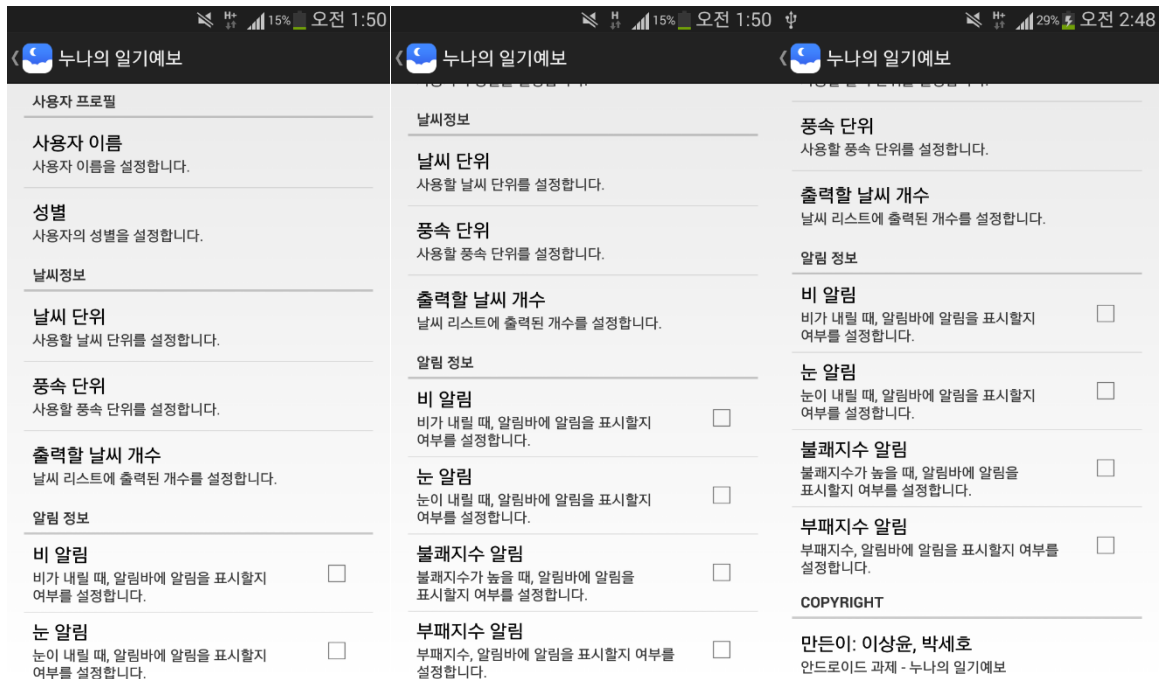 15% 오전 1:50
누나의 일기예보
사용자 프로필
사용자 이름
사용자 이름을 설정합니다.
성별
사용자의 성별을 설정합니다.
날씨정보
날씨 단위
사용할 날씨 단위를 설정합니다.
풍속 단위
사용할 풍속 단위를 설정합니다.
출력할 날씨 개수
날씨 리스트에 출력된 개수를 설정합니다.
알림 정보
비 알림
비가 내릴 때, 알림바에 알림을 표시할지
여부를 설정합니다.
눈 알림
눈이 내릴 때, 알림바에 알림을 표시할지
여부를 설정합니다.
H 15% 오전 1:50
누나의 일기예보
날씨정보
날씨 단위
사용할 날씨 단위를 설정합니다.
풍속 단위
사용할 풍속 단위를 설정합니다.
출력할 날씨 개수
날씨 리스트에 출력된 개수를 설정합니다.
알림 정보
비 알림
비가 내릴 때, 알림바에 알림을 표시할지
여부를 설정합니다.
눈 알림
눈이 내릴 때, 알림바에 알림을 표시할지
여부를 설정합니다.
불쾌지수 알림
불쾌지수가 높을 때, 알림바에 알림을
표시할지 여부를 설정합니다.
부패지수 알림
부패지수, 알림바에 알림을 표시할지 여부를
설정합니다.
H+ 29% 오전 2:48
누나의 일기예보
풍속 단위
사용할 풍속 단위를 설정합니다.
출력할 날씨 개수
날씨 리스트에 출력된 개수를 설정합니다.
알림 정보
비 알림
비가 내릴 때, 알림바에 알림을 표시할지
여부를 설정합니다.
눈 알림
눈이 내릴 때, 알림바에 알림을 표시할지
여부를 설정합니다.
불쾌지수 알림
불쾌지수가 높을 때, 알림바에 알림을
표시할지 여부를 설정합니다.
부패지수 알림
부패지수, 알림바에 알림을 표시할지 여부를
설정합니다.
COPYRIGHT
만든이: 이상윤, 박세호
안드로이드 과제 - 누나의 일기예보